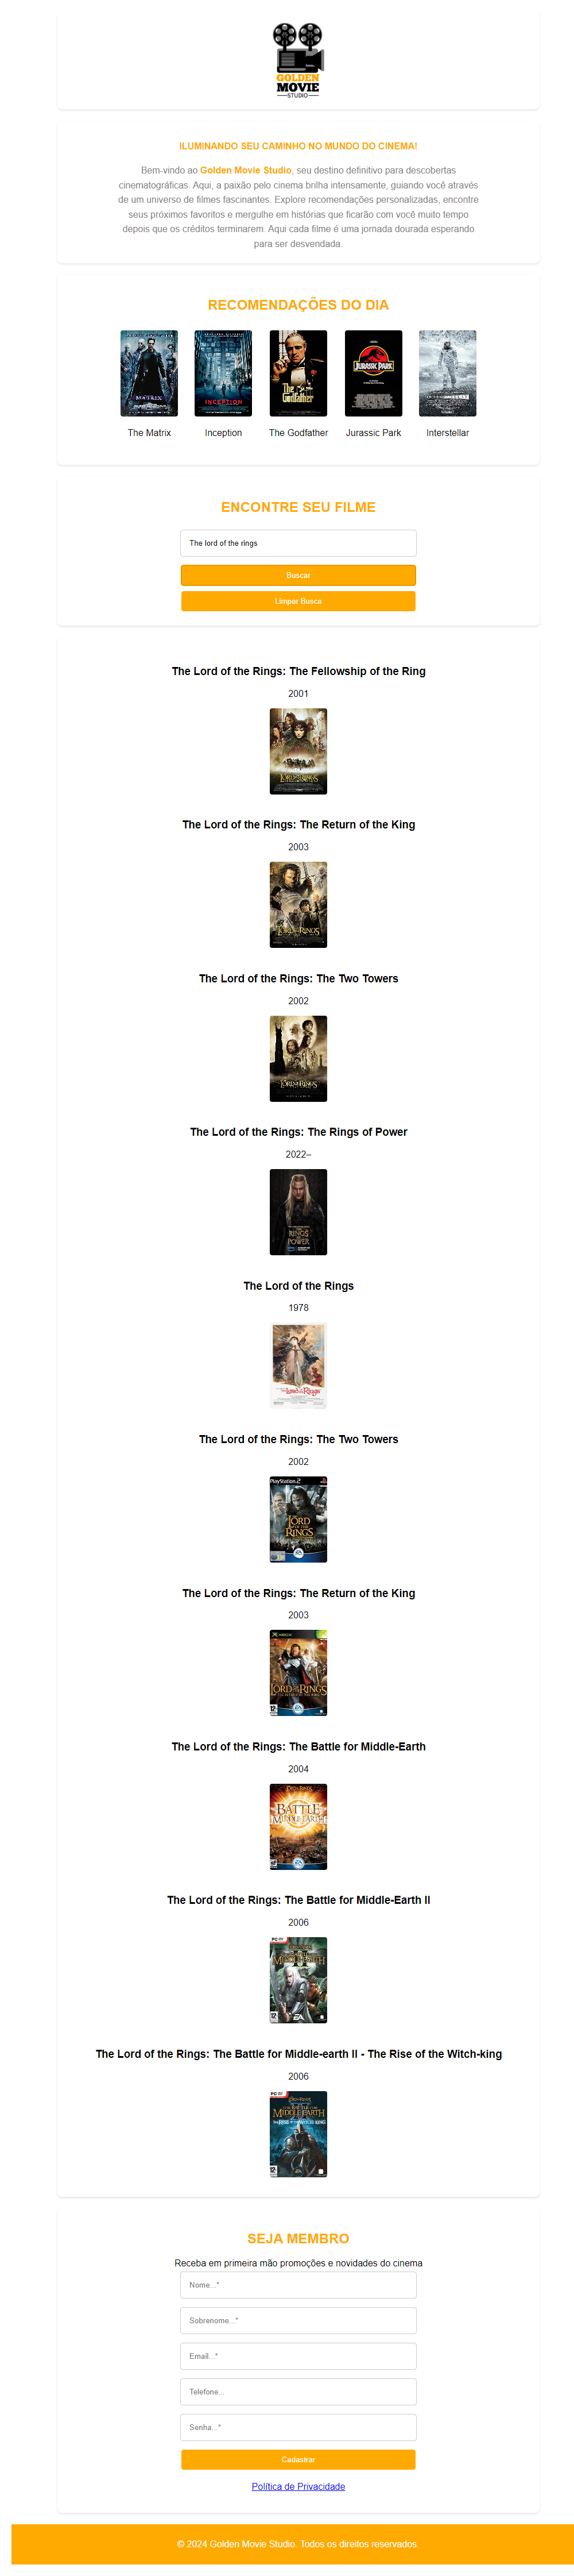 GOLDEN
MOVIE
STUDIO
ILUMINANDO SEU CAMINHO NO MUNDO DO CINEMA!
Bem-vindo ao Golden Movie Studio, seu destino definitivo para descobertas
cinematográficas. Aqui, a paixão pelo cinema brilha intensamente, guiando você através
de um universo de filmes fascinantes. Explore recomendações personalizadas, encontre
seus próximos favoritos e mergulhe em histórias que ficarão com você muito tempo
depois que os créditos terminarem. Aqui cada filme é uma jornada dourada esperando
para ser desvendada.
RECOMENDAÇÕES DO DIA
MATRIX
INCEPTION
The Godfather
JURASSIC PARK
The Matrix
Inception
The Godfather
Jurassic Park
Interstellar
ENCONTRE SEU FILME
The lord of the rings
Buscar
Limpar Busca
The Lord of the Rings: The Fellowship of the Ring
2001
The Lord of the Rings: The Return of the King
2003
The Lord of the Rings: The Two Towers
2002
The Lord of the Rings: The Rings of Power
2022–
The Lord of the Rings
1978
The Lord of the Rings: The Two Towers
2002
PlayStation 2
The Lord of the Rings: The Return of the King
2003
The Lord of the Rings: The Battle for Middle-Earth
2004
The Lord of the Rings: The Battle for Middle-Earth II
2006
The Lord of the Rings: The Battle for Middle-earth II - The Rise of the Witch-king
2006
SEJA MEMBRO
Receba em primeira mão promoções e novidades do cinema
Nome...*
Sobrenome...*
Email...*
Telefone...
Senha...*
Cadastrar
Política de Privacidade
© 2024 Golden Movie Studio. Todos os direitos reservados.